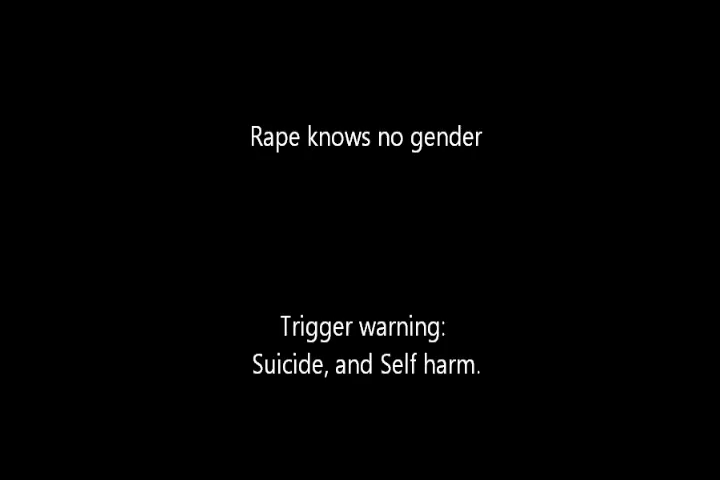 Rape knows no gender
Trigger warning:
Suicide, and Self harm.